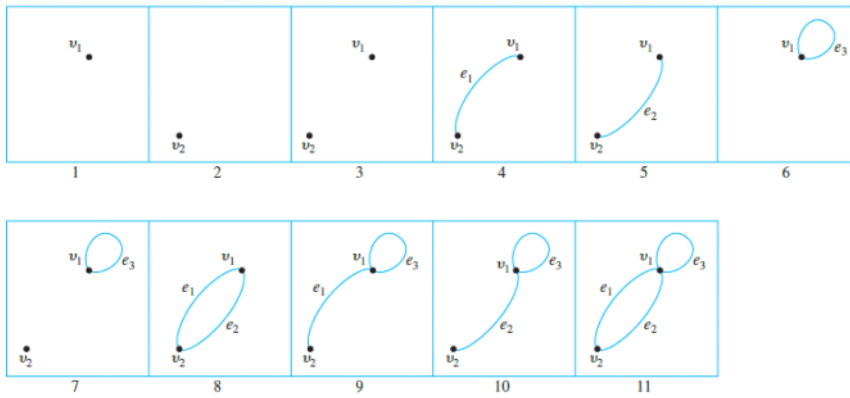 v₁
v₂
v₁
v₂
v₁
e₁
v₂
v₁
e₂
v₂
v₁
e₃
1 2 3 4 5 6
v₁
e₃
v₂
v₁
e₁
e₂
v₂
v₁
e₃
e₁
v₂
v₁
e₃
e₂
v₂
v₁
e₃
e₁
e₂
v₂
7 8 9 10 11